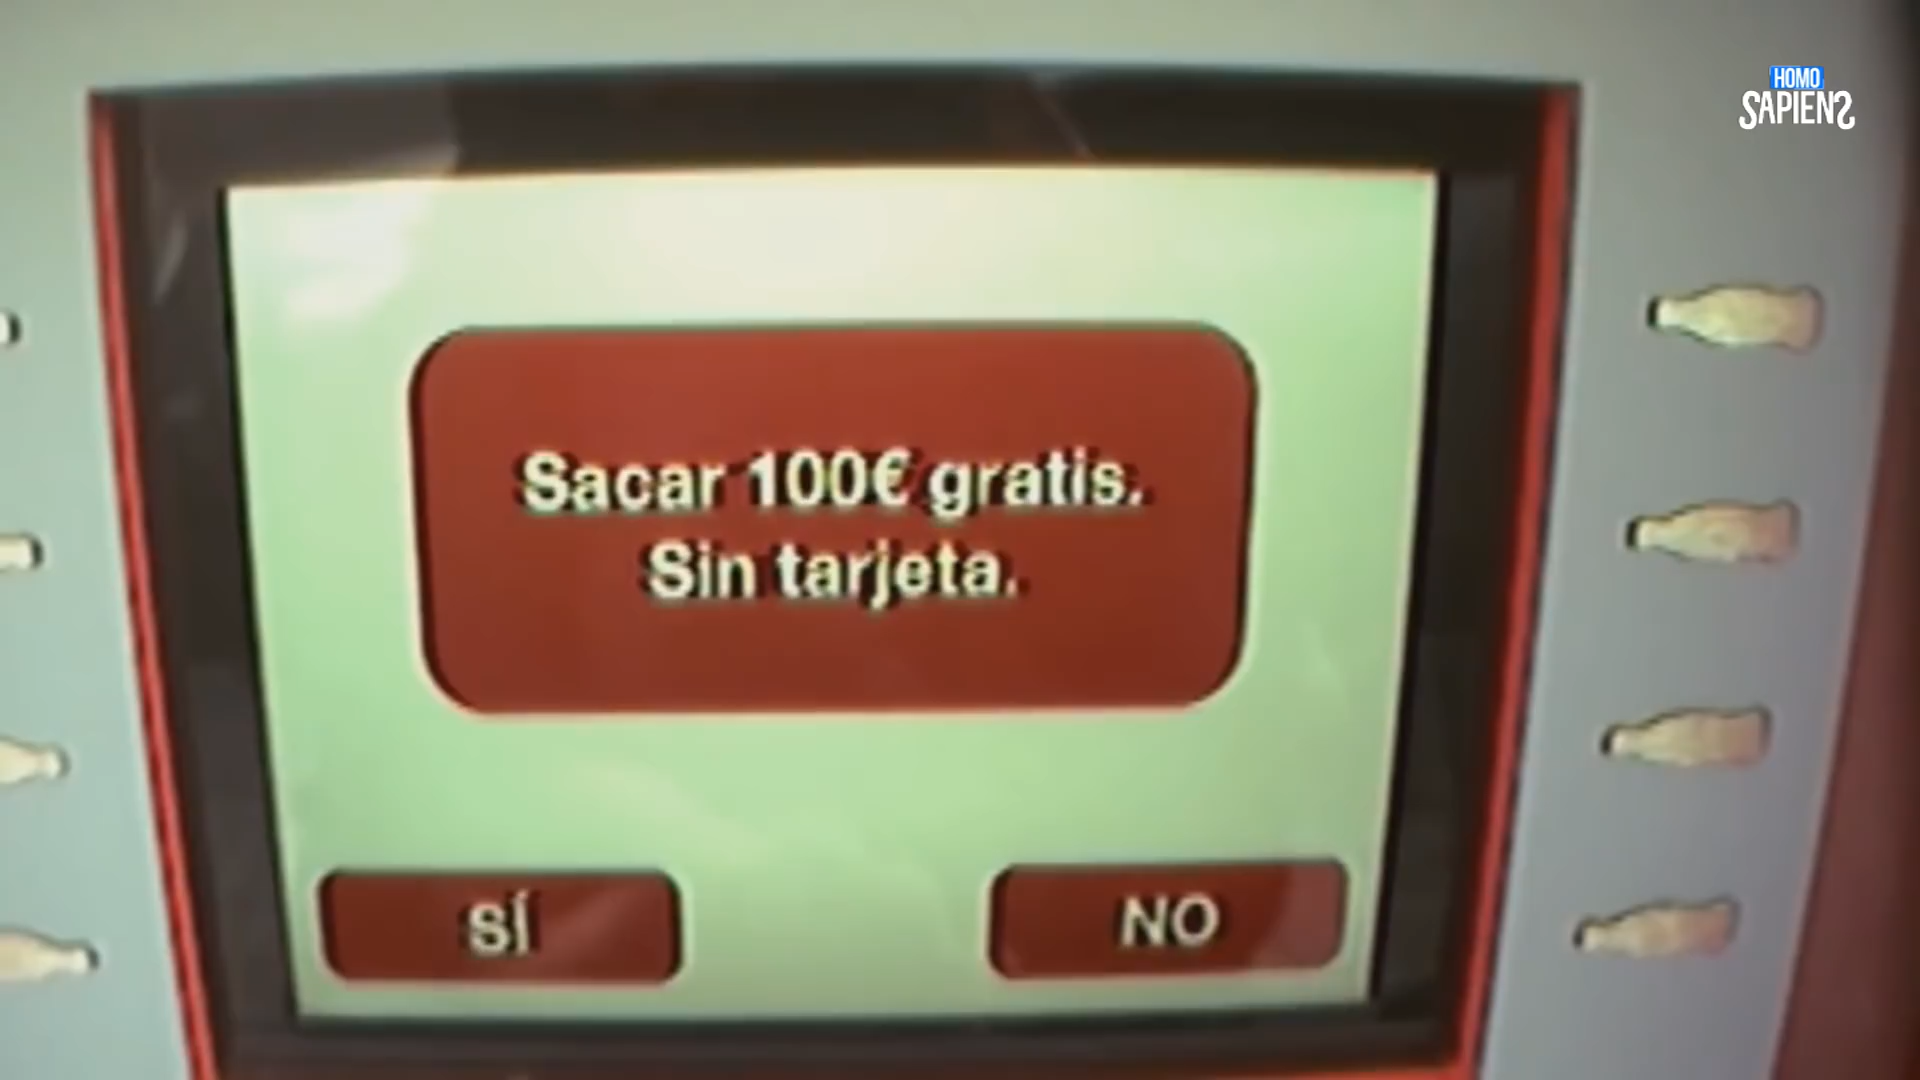 HOMO
SAPIENS
Sacar 100€ gratis.
Sin tarjeta.
SÍ
NO